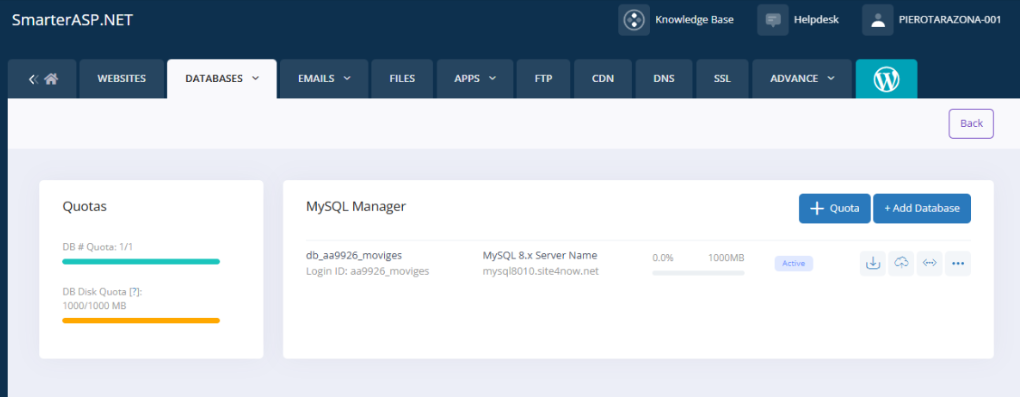 SmarterASP.NET
Knowledge Base
Helpdesk
PIEROTARAZONA-001
WEBSITES
DATABASES
EMAILS
FILES
APPS
FTP
CDN
DNS
SSL
ADVANCE
Back
Quotas
DB # Quota: 1/1
DB Disk Quota [?]:
1000/1000 MB
MySQL Manager
+ Quota
+ Add Database
db_aa9926_moviges
Login ID: aa9926_moviges
MySQL 8.x Server Name
mysql8010.site4now.net
0.0%
1000MB
Active